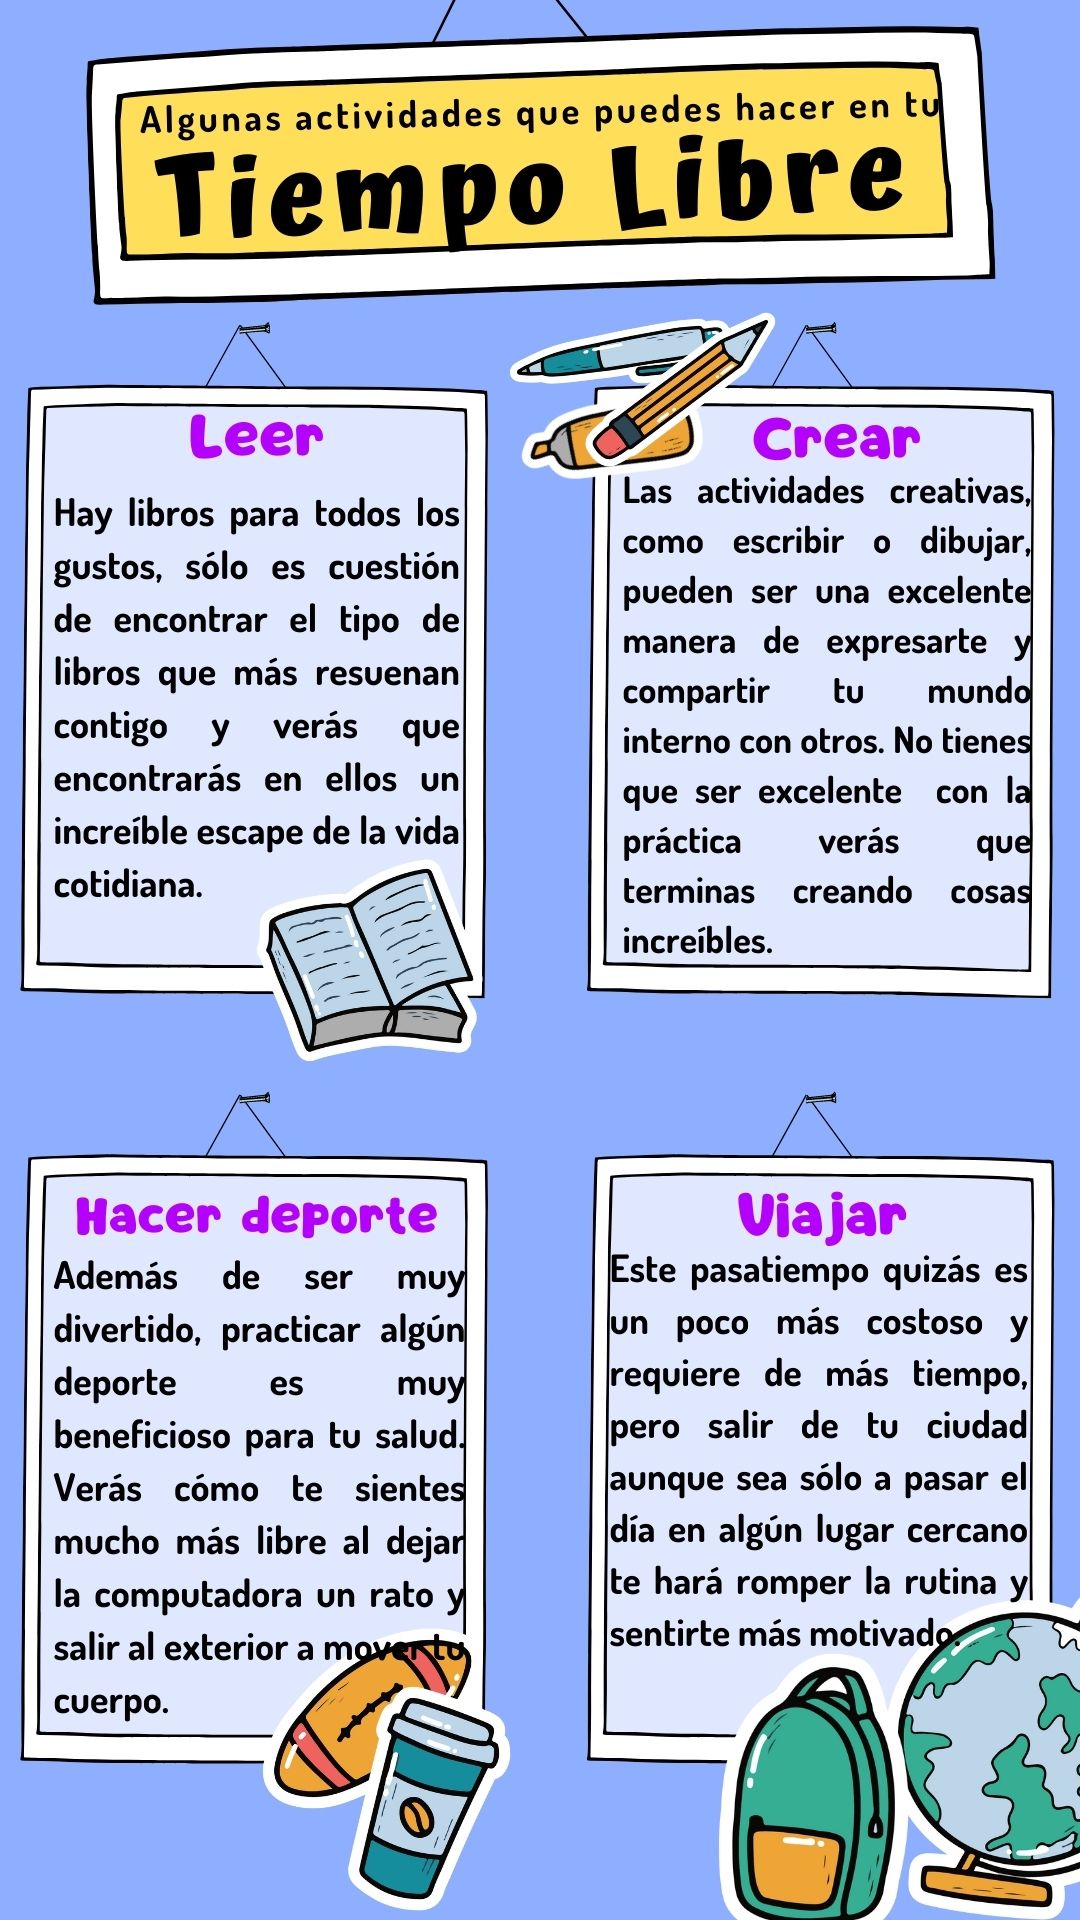 Algunas actividades que puedes hacer en tu
Tiempo Libre
Leer
Hay libros para todos los
gustos, sólo es cuestión
de encontrar el tipo de
libros que más resuenan
contigo y verás que
encontrarás en ellos un
increíble escape de la vida
cotidiana.
Crear
Las actividades creativas,
como escribir o dibujar,
pueden ser una excelente
manera de expresarte y
compartir tu mundo
interno con otros. No tienes
que ser excelente con la
práctica verás que
terminas creando cosas
increíbles.
Hacer deporte
Además de ser muy
divertido, practicar algún
deporte es muy
beneficioso para tu salud.
Verás cómo te sientes
mucho más libre al dejar
la computadora un rato y
salir al exterior a mover tu
cuerpo.
Viajar
Este pasatiempo quizás es
un poco más costoso y
requiere de más tiempo,
pero salir de tu ciudad
aunque sea sólo a pasar el
día en algún lugar cercano
te hará romper la rutina y
sentirte más motivado.